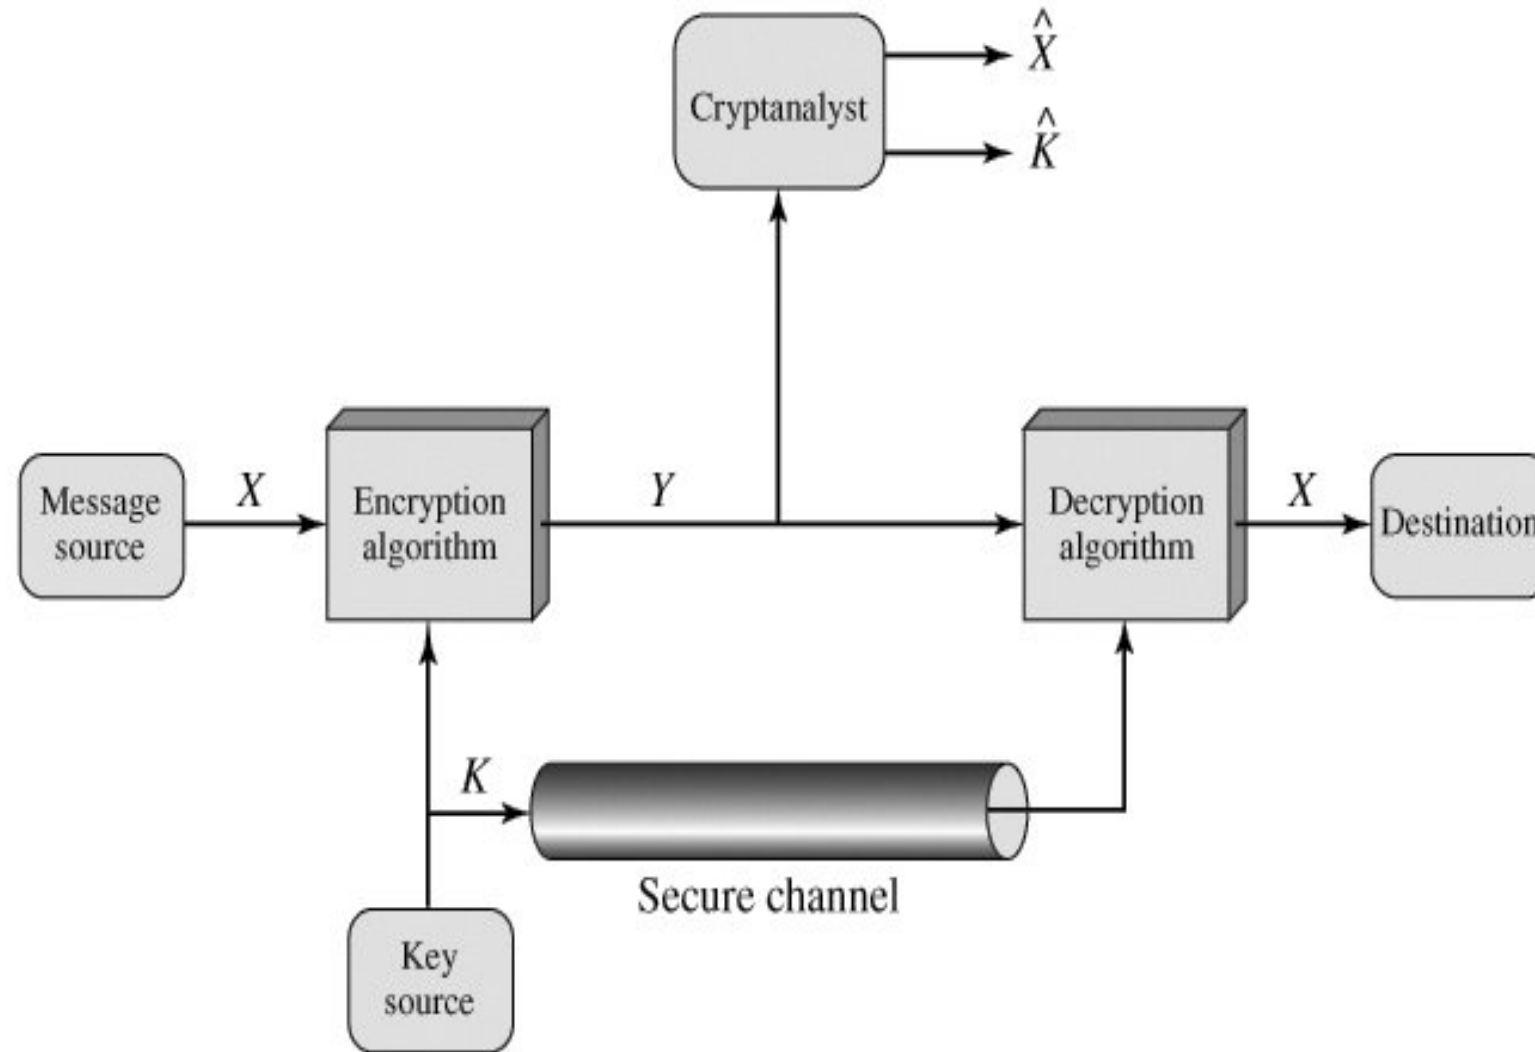 X̂
Cryptanalyst
K̂
Message
source
X
Encryption
algorithm
Y
Decryption
algorithm
X
Destination
K
Secure channel
Key
source